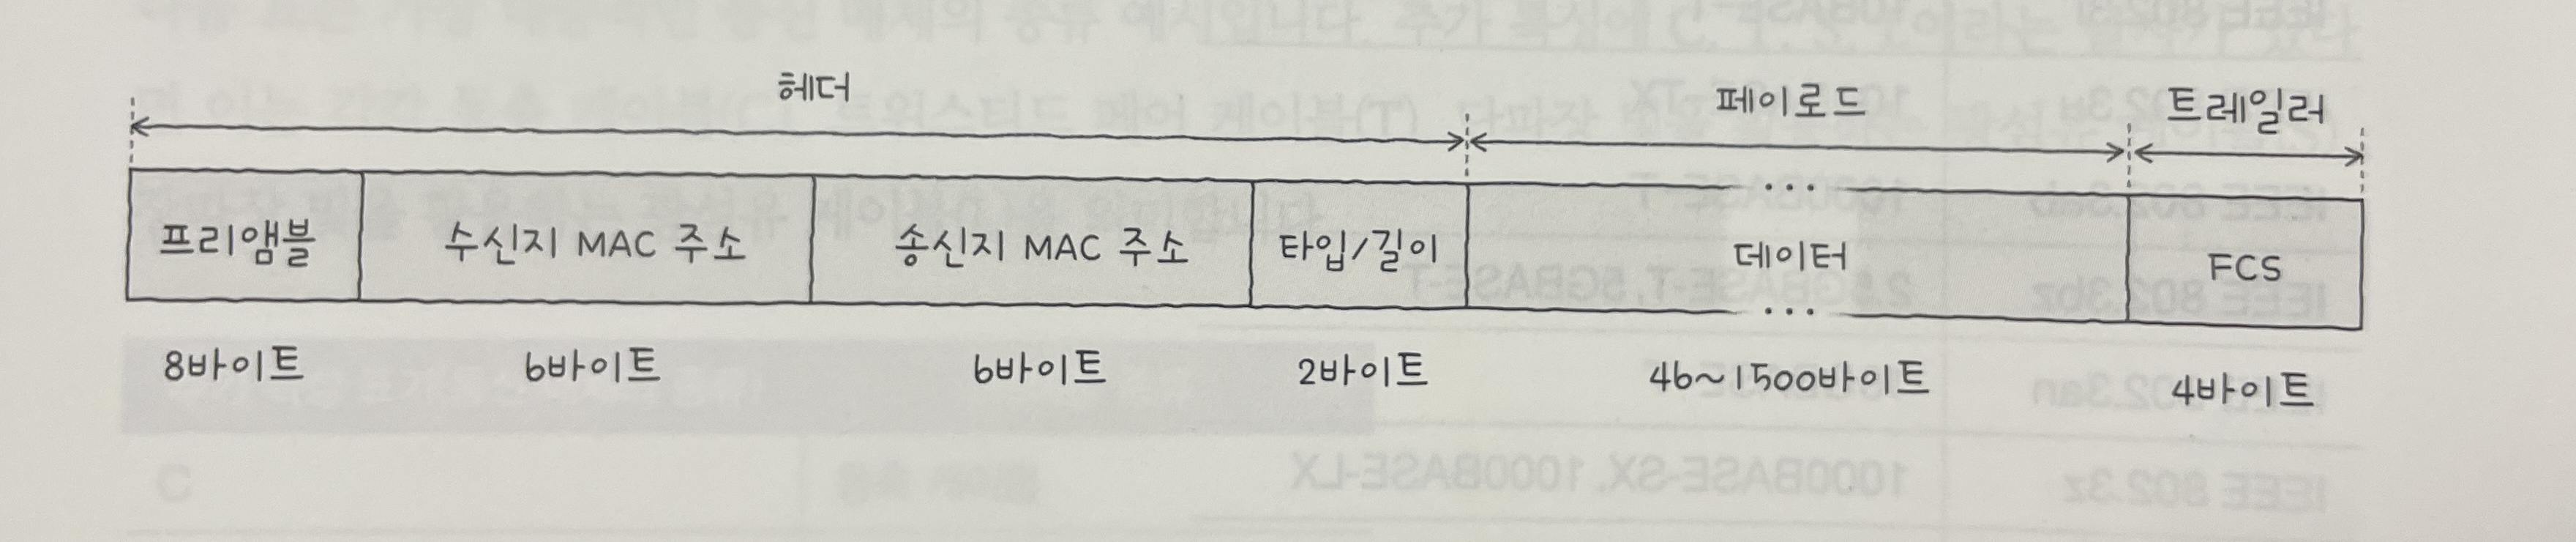 헤더
페이로드
트레일러
프리앰블 수신지 MAC 주소 송신지 MAC 주소 타입/길이 데이터 FCS
8바이트 6바이트 6바이트 2바이트 46~1500바이트 4바이트